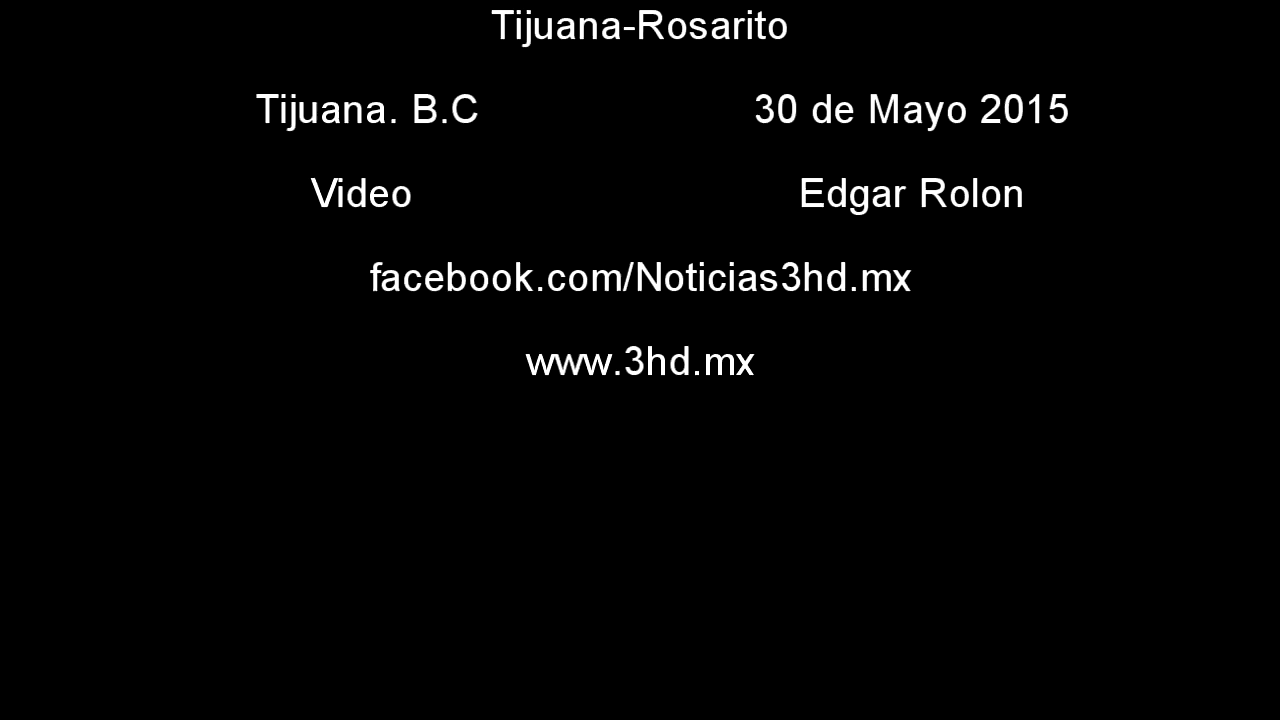 Tijuana-Rosarito
Tijuana. B.C 30 de Mayo 2015
Video Edgar Rolon
facebook.com/Noticias3hd.mx
www.3hd.mx